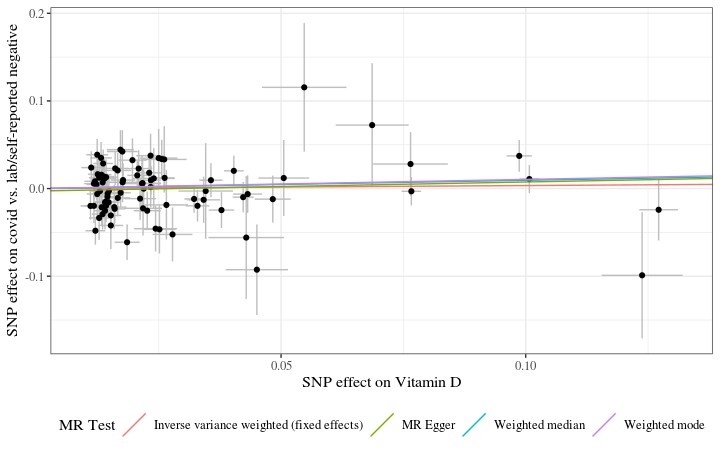 SNP effect on covid vs. lab/self-reported negative
0.2
0.1
0.0
-0.1
0.05
0.10
SNP effect on Vitamin D
MR Test
Inverse variance weighted (fixed effects)
MR Egger
Weighted median
Weighted mode